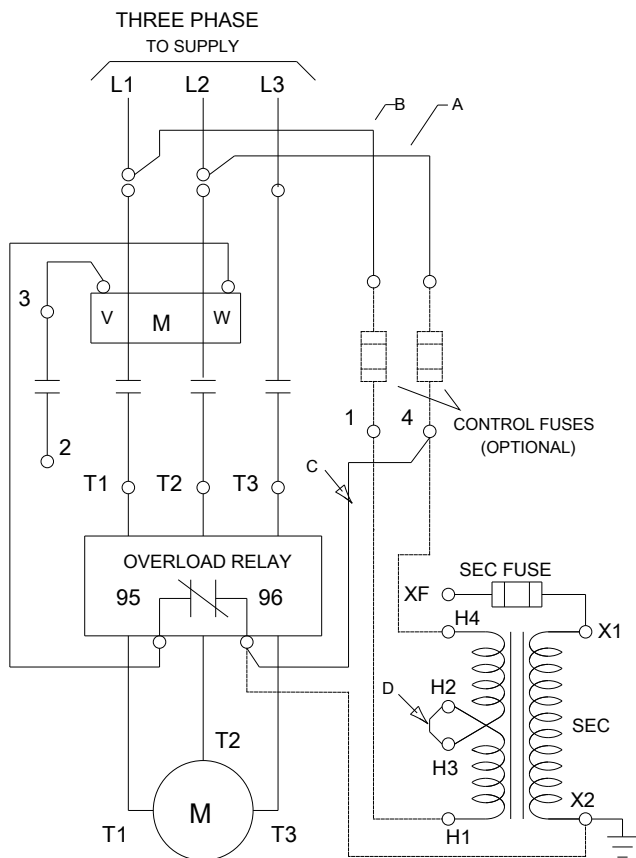 THREE PHASE
TO SUPPLY
L1 L2 L3
B A
3
V M W
2
1 4
CONTROL FUSES
(OPTIONAL)
T1 T2 T3
C
OVERLOAD RELAY
95 96
SEC FUSE
XF
H4 X1
D H2
SEC
H3
T2
M
T1 T3
H1 X2